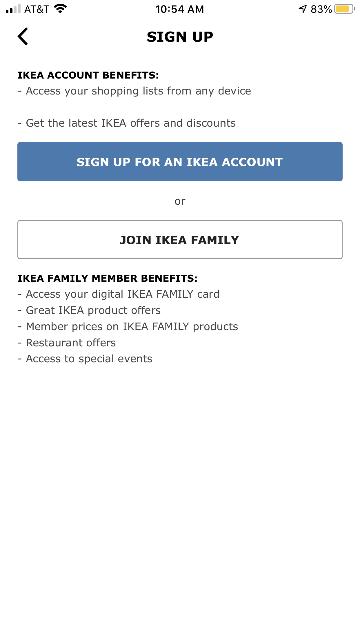 AT&T 10:54 AM 83%
SIGN UP
IKEA ACCOUNT BENEFITS:
- Access your shopping lists from any device
- Get the latest IKEA offers and discounts
SIGN UP FOR AN IKEA ACCOUNT
or
JOIN IKEA FAMILY
IKEA FAMILY MEMBER BENEFITS:
- Access your digital IKEA FAMILY card
- Great IKEA product offers
- Member prices on IKEA FAMILY products
- Restaurant offers
- Access to special events